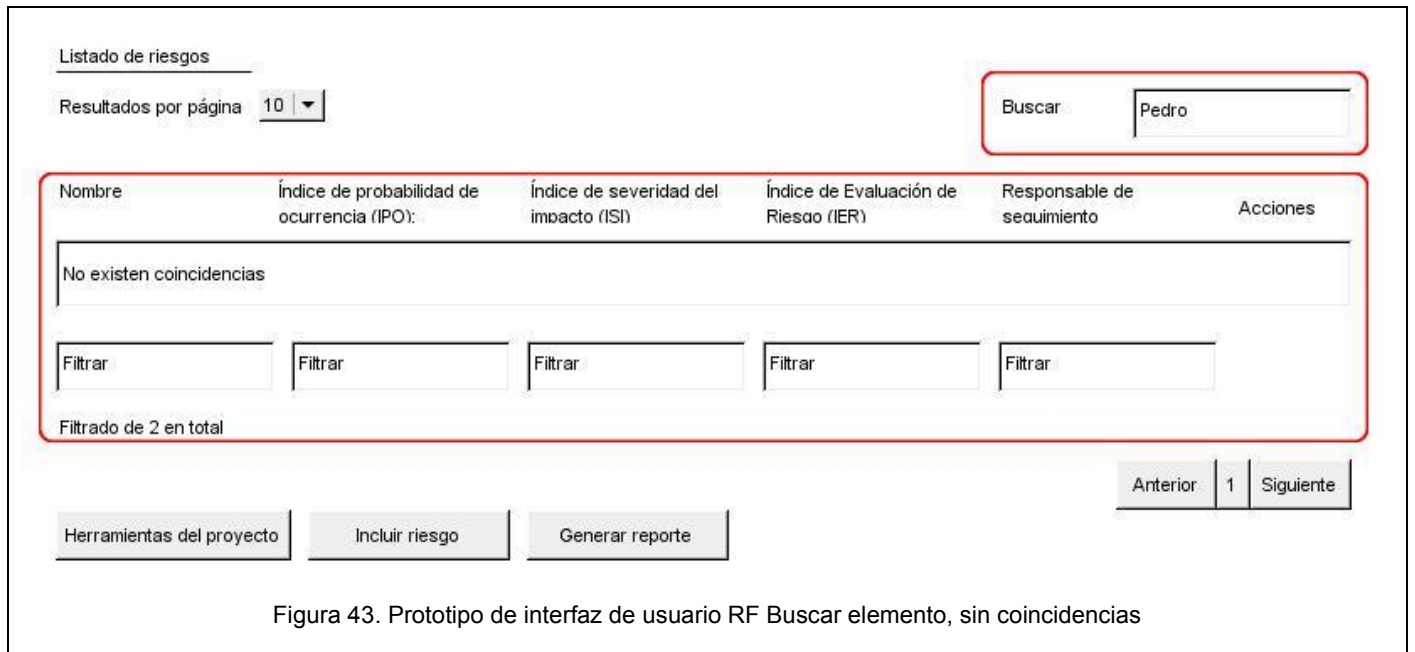 Listado de riesgos
Resultados por página 10
Buscar Pedro
Nombre Índice de probabilidad de ocurrencia (IPO): Índice de severidad del impacto (ISI) Índice de Evaluación de Riesgo (IER) Responsable de seguimiento Acciones
No existen coincidencias
Filtrar Filtrar Filtrar Filtrar Filtrar
Filtrado de 2 en total
Anterior 1 Siguiente
Herramientas del proyecto Incluir riesgo Generar reporte
Figura 43. Prototipo de interfaz de usuario RF Buscar elemento, sin coincidencias